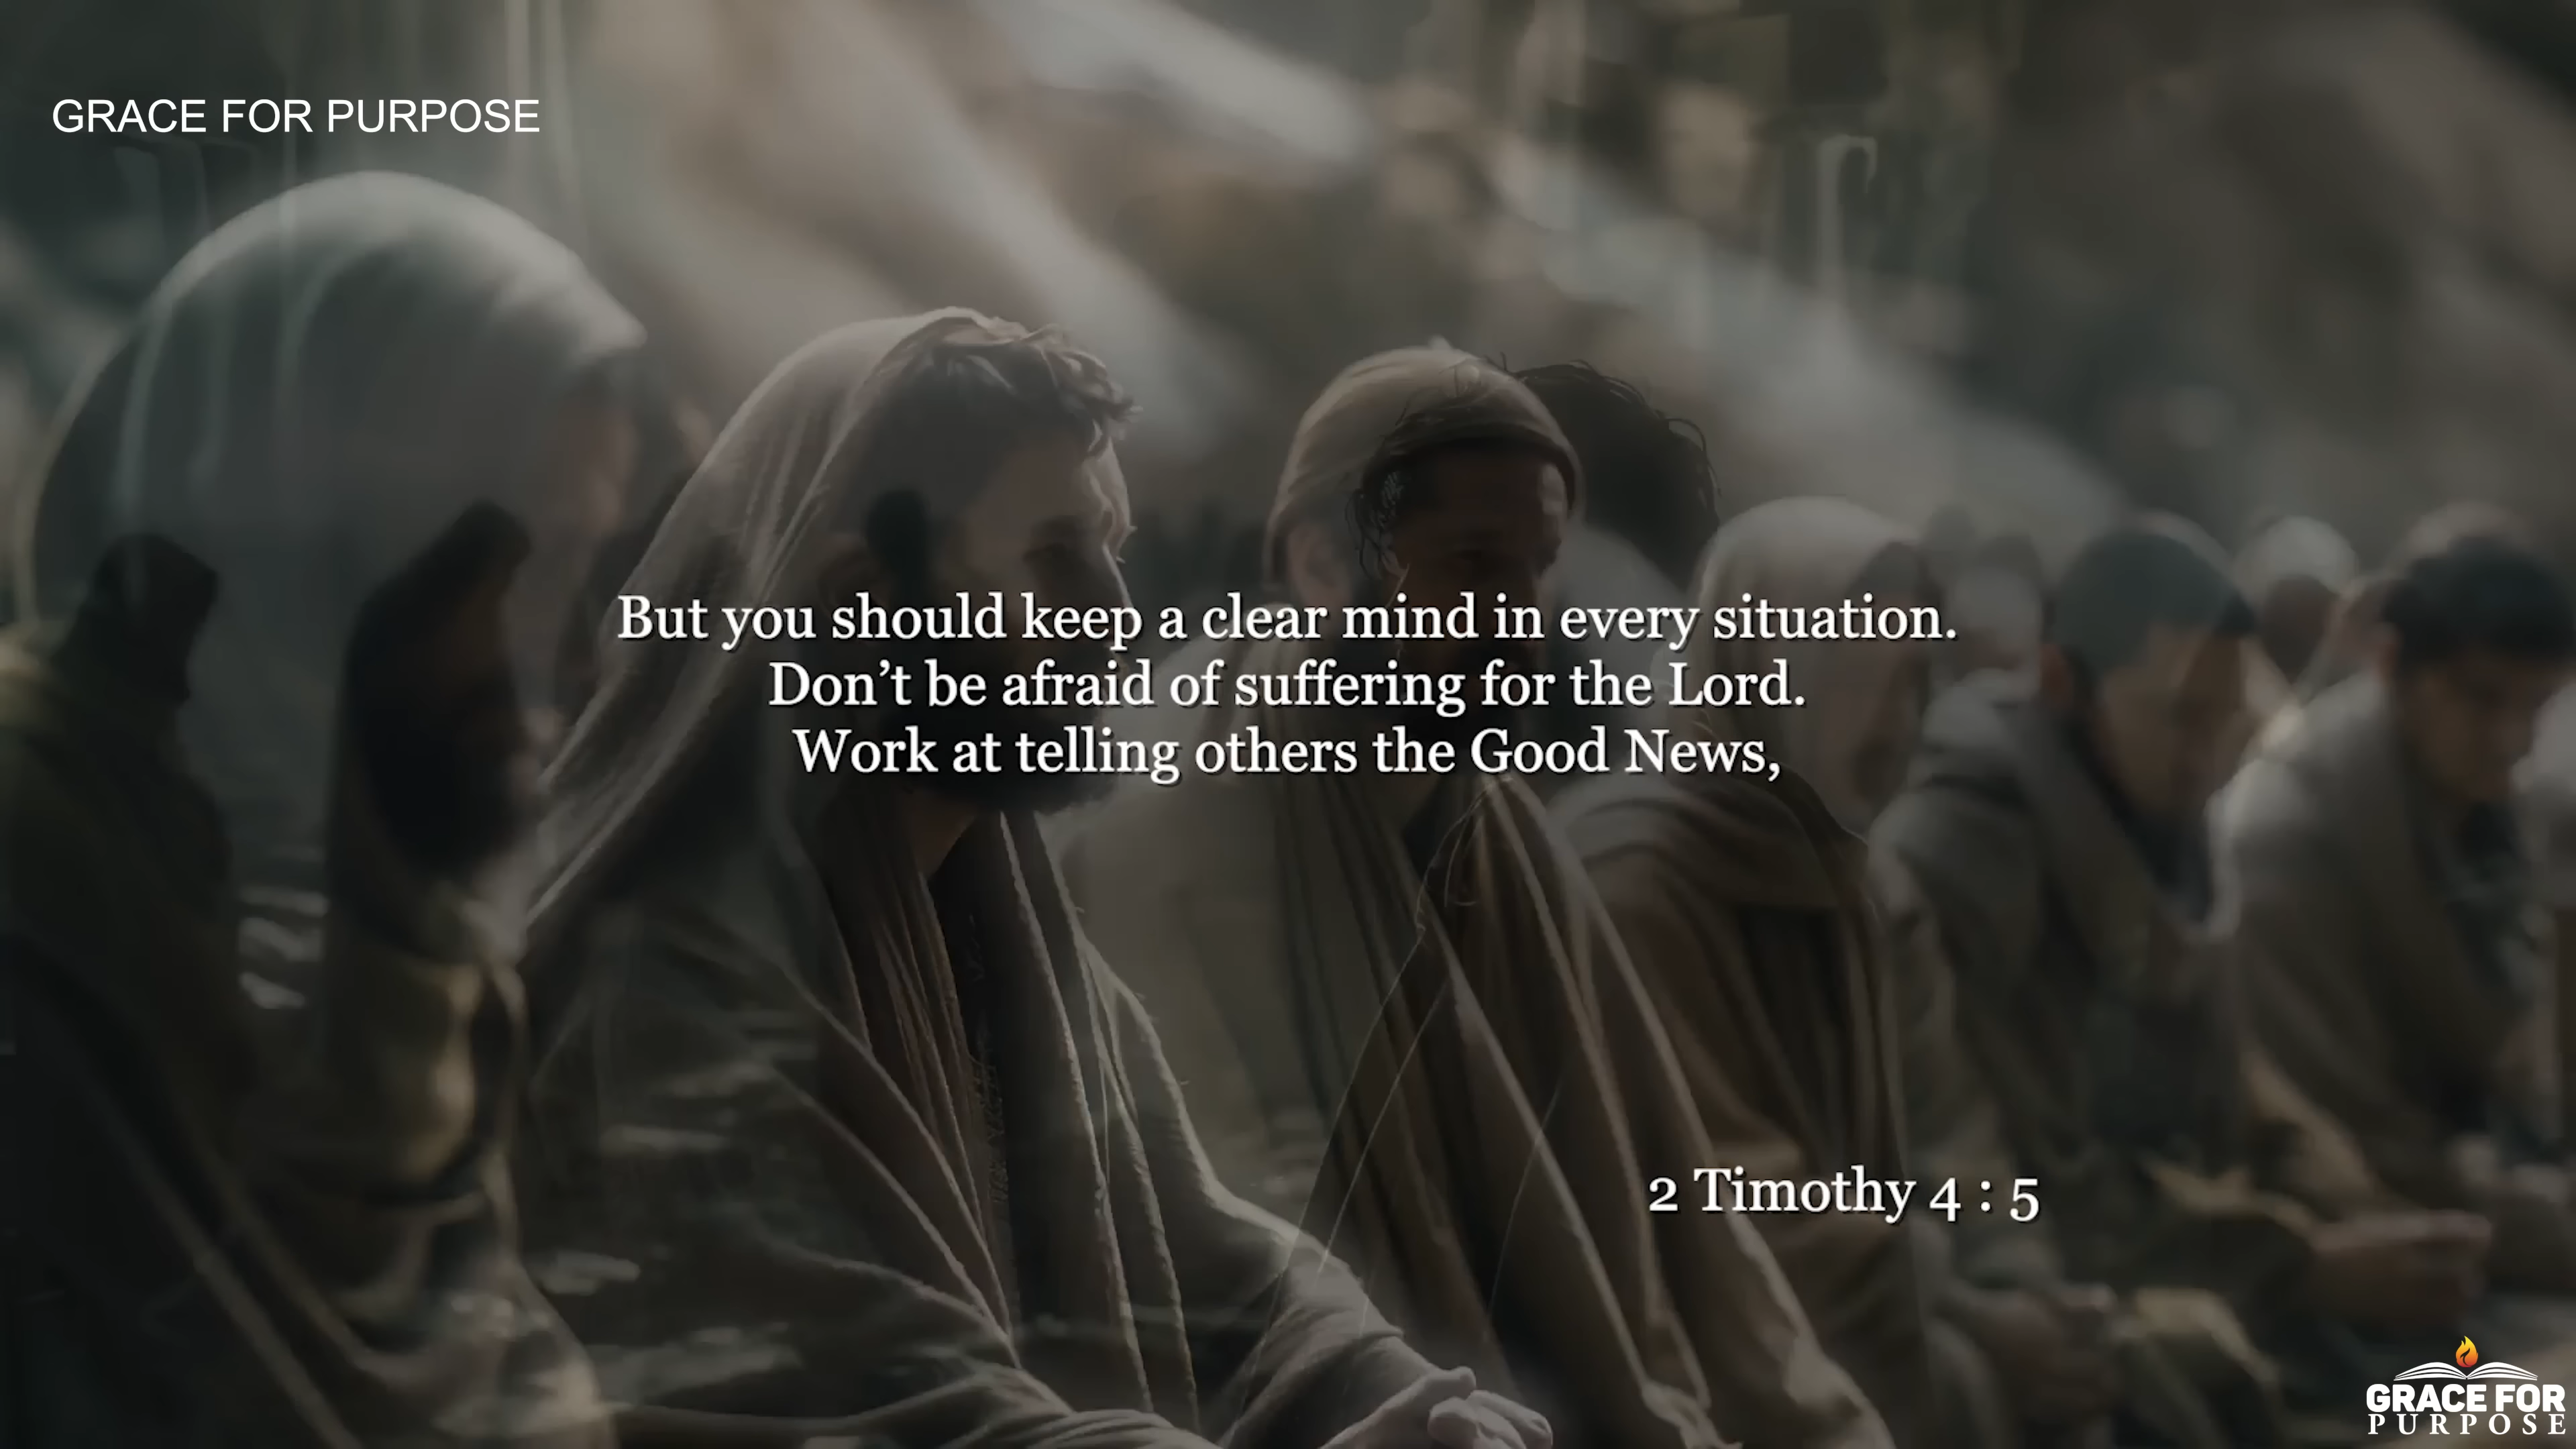 GRACE FOR PURPOSE
But you should keep a clear mind in every situation.
Don’t be afraid of suffering for the Lord.
Work at telling others the Good News,
2 Timothy 4 : 5
GRACE FOR
PURPOSE